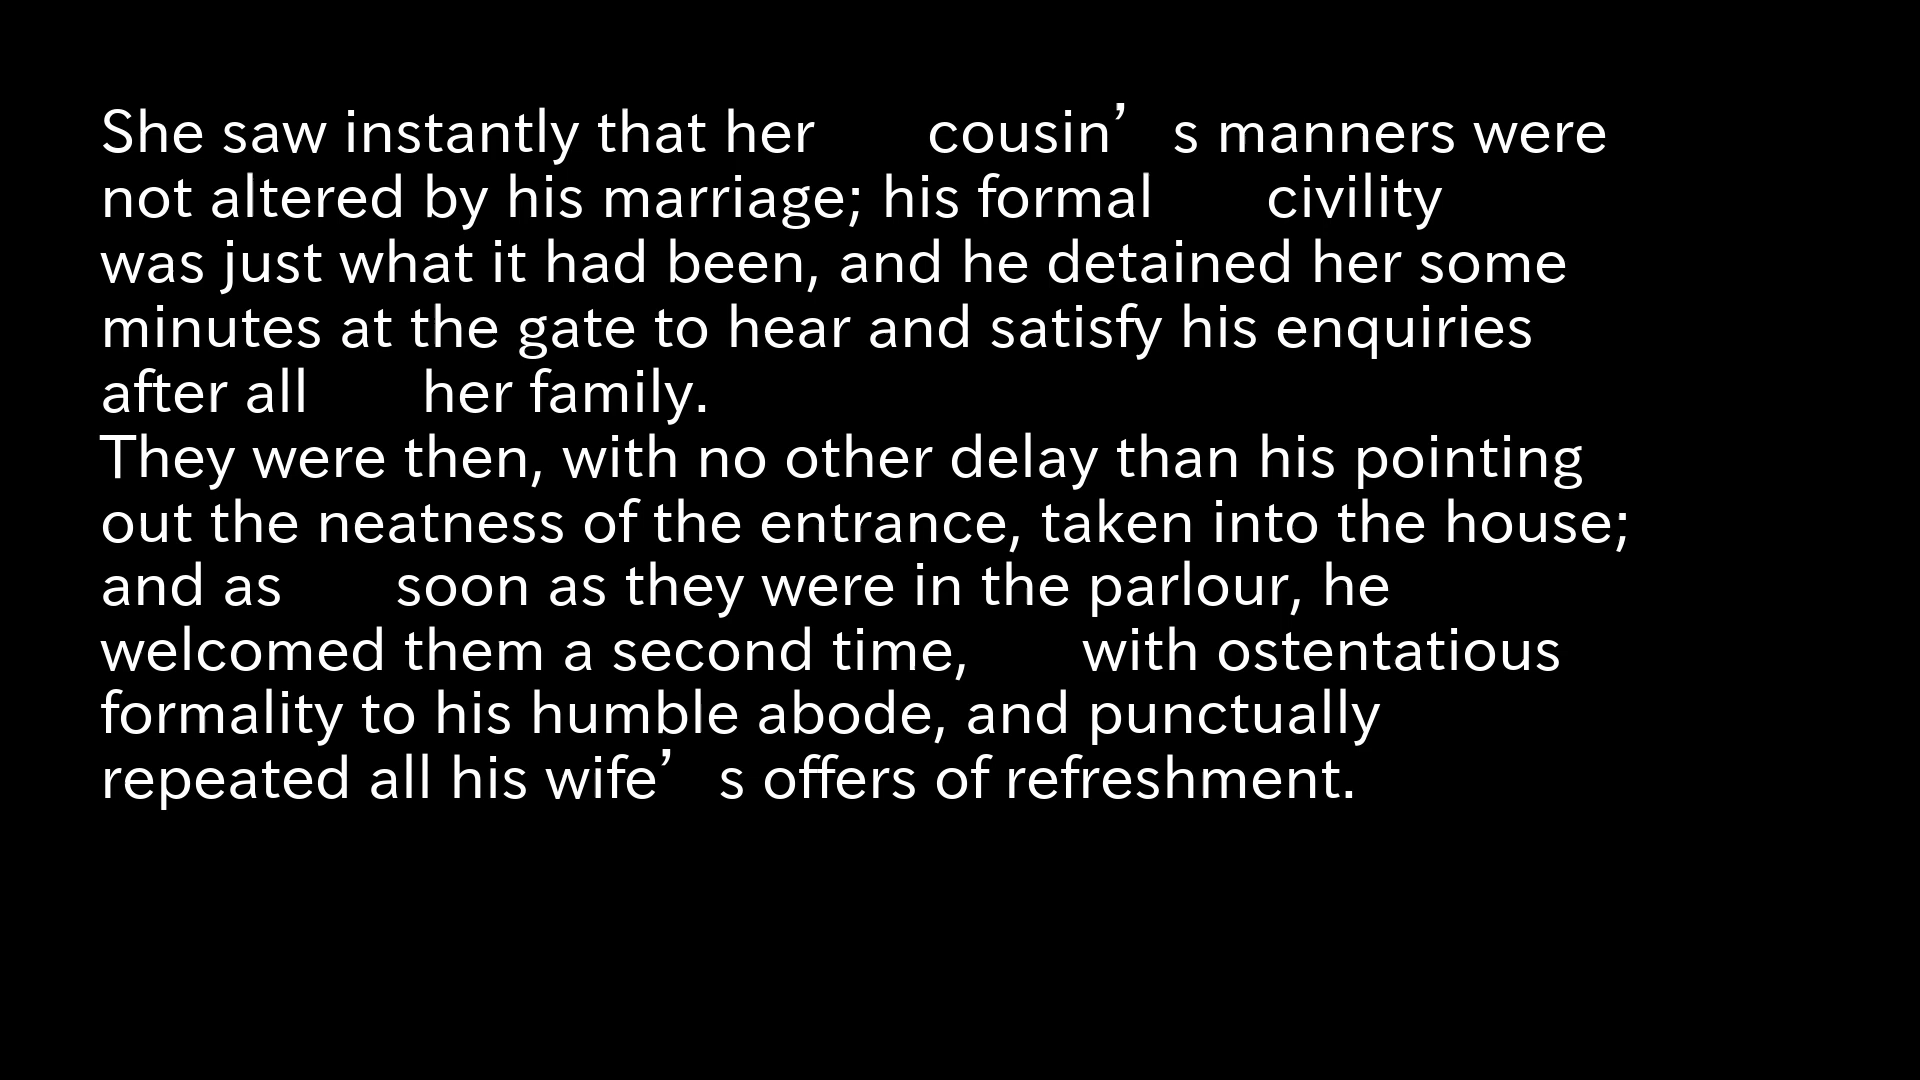 She saw instantly that her cousin’s manners were
not altered by his marriage; his formal civility
was just what it had been, and he detained her some
minutes at the gate to hear and satisfy his enquiries
after all her family.
They were then, with no other delay than his pointing
out the neatness of the entrance, taken into the house;
and as soon as they were in the parlour, he
welcomed them a second time, with ostentatious
formality to his humble abode, and punctually
repeated all his wife’s offers of refreshment.